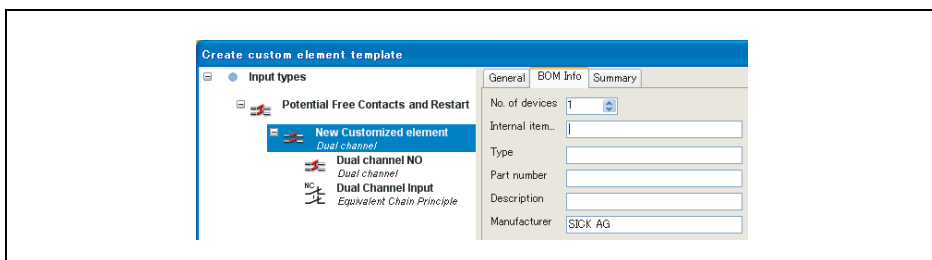 Create custom element template
Input types
Potential Free Contacts and Restart
New Customized element
Dual channel
Dual channel NO
Dual channel
NC
Dual Channel Input
Equivalent Chain Principle
General BOM Info Summary
No. of devices 1
Internal item...
Type
Part number
Description
Manufacturer SICK AG